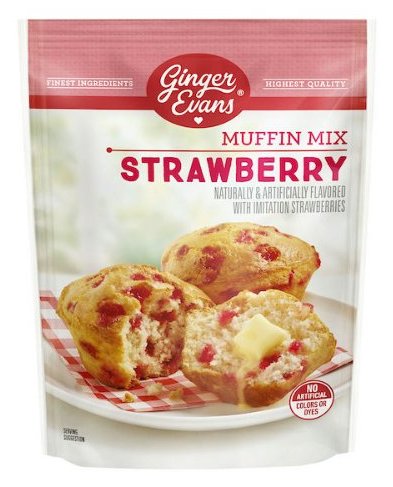 FINEST INGREDIENTS
Ginger
Evans®
HIGHEST QUALITY
MUFFIN MIX
STRAWBERRY
NATURALLY & ARTIFICIALLY FLAVORED
WITH IMITATION STRAWBERRIES
NO
ARTIFICIAL
COLORS OR
DYES
SERVING
SUGGESTION